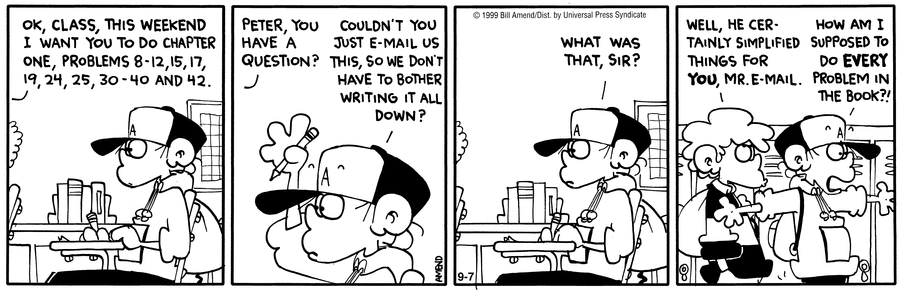 OK, CLASS, THIS WEEKEND
I WANT YOU TO DO CHAPTER
ONE, PROBLEMS 8-12, 15, 17,
19, 24, 25, 30-40 AND 42.
A
PETER, YOU
HAVE A
QUESTION?
COULDN'T YOU
JUST E-MAIL US
THIS, SO WE DON'T
HAVE TO BOTHER
WRITING IT ALL
DOWN?
A
AMEND
© 1999 Bill Amend/Dist. by Universal Press Syndicate
WHAT WAS
THAT, SIR?
A
9-7
WELL, HE CER-
TAINLY SIMPLIFIED
THINGS FOR
YOU, MR. E-MAIL.
HOW AM I
SUPPOSED TO
DO EVERY
PROBLEM IN
THE BOOK?!
A